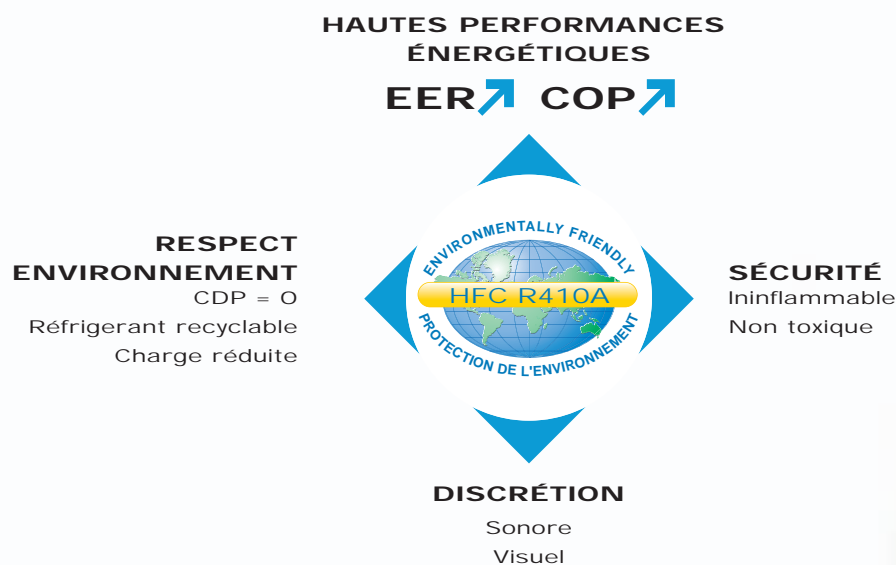 HAUTES PERFORMANCES
ÉNERGÉTIQUES
EER COP
RESPECT
ENVIRONNEMENT
CDP = O
Réfrigerant recyclable
Charge réduite
ENVIRONMENTALLY FRIENDLY
HFC R410A
PROTECTION DE L'ENVIRONNEMENT
SÉCURITÉ
Ininflammable
Non toxique
DISCRÉTION
Sonore
Visuel